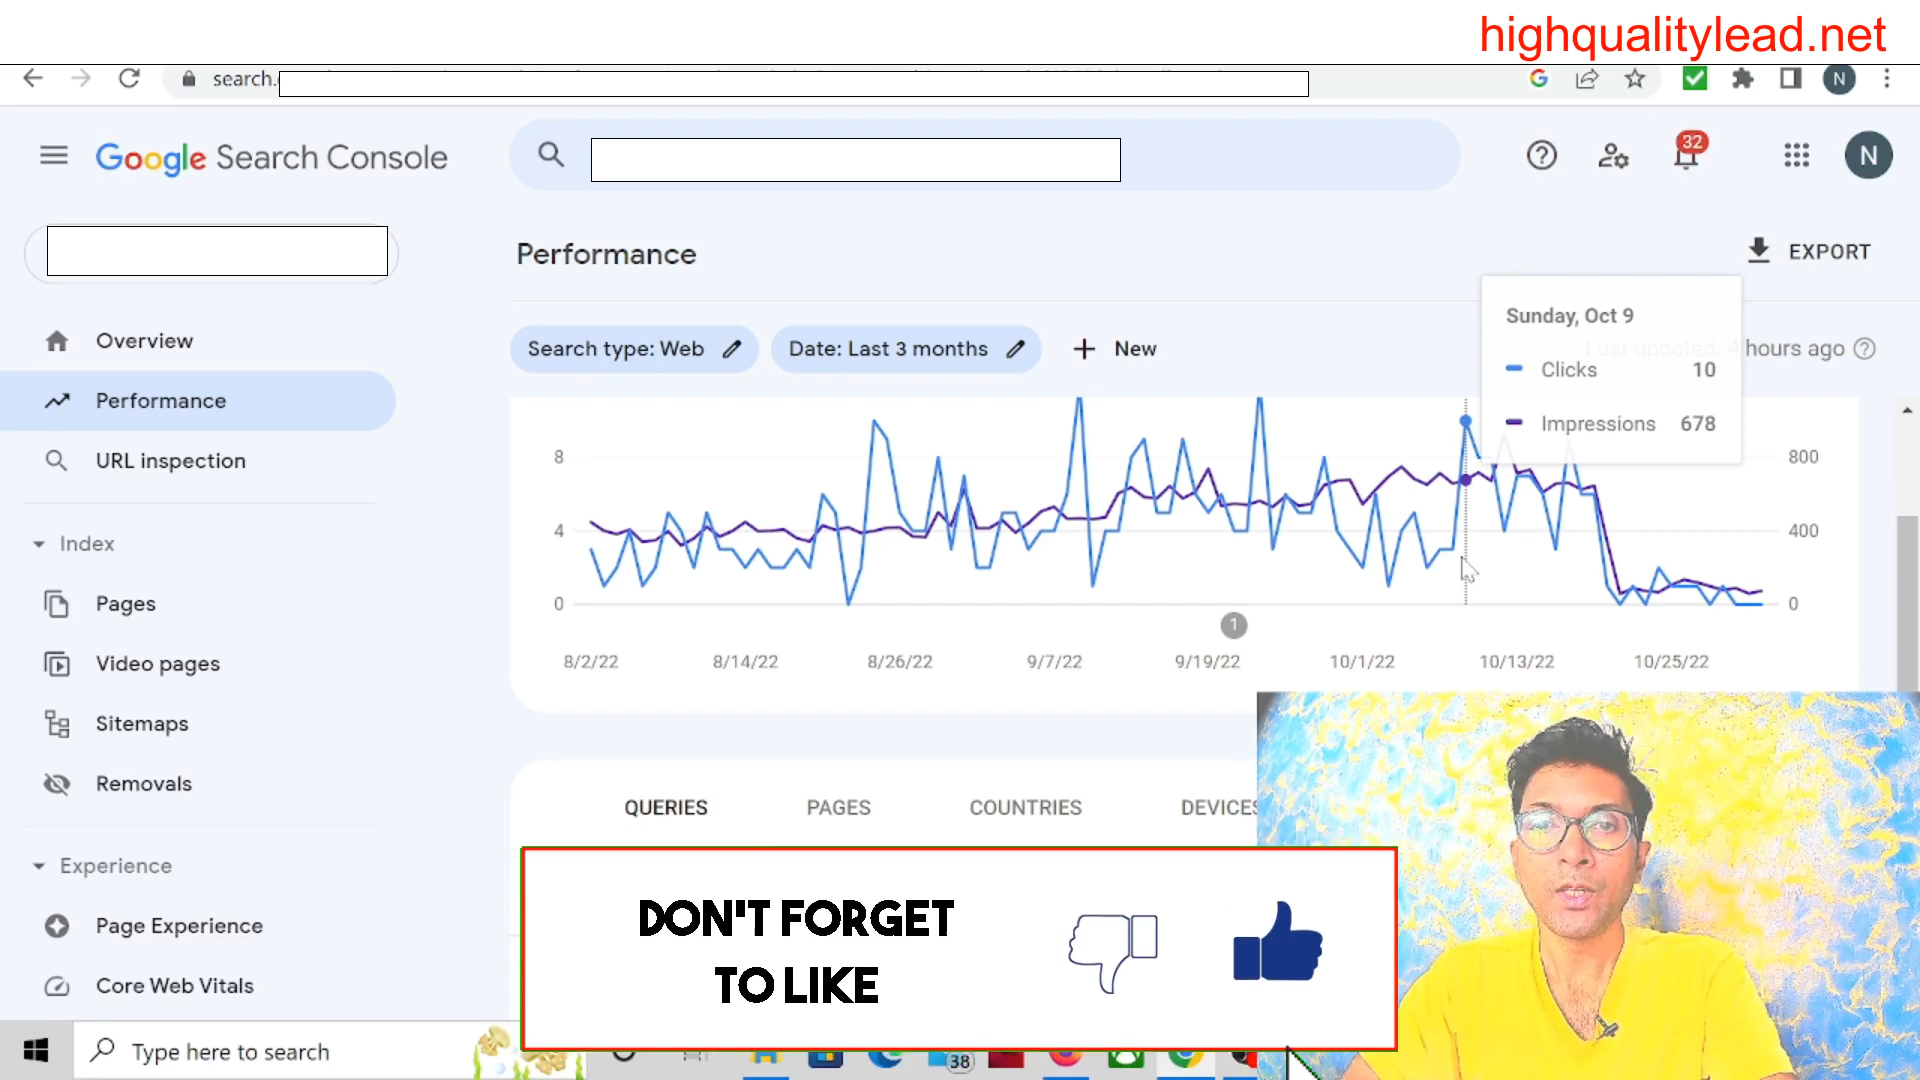 highqualitylead.net
search.
N
Google Search Console
32
N
Performance
EXPORT
Overview
Performance
URL inspection
Index
Pages
Video pages
Sitemaps
Removals
Experience
Page Experience
Core Web Vitals
Search type: Web
Date: Last 3 months
New
Last updated: 4 hours ago
Sunday, Oct 9
Clicks 10
Impressions 678
8 800
4 400
0 0
1
8/2/22 8/14/22 8/26/22 9/7/22 9/19/22 10/1/22 10/13/22 10/25/22
QUERIES PAGES COUNTRIES DEVICES
DON'T FORGET
TO LIKE
Type here to search
38